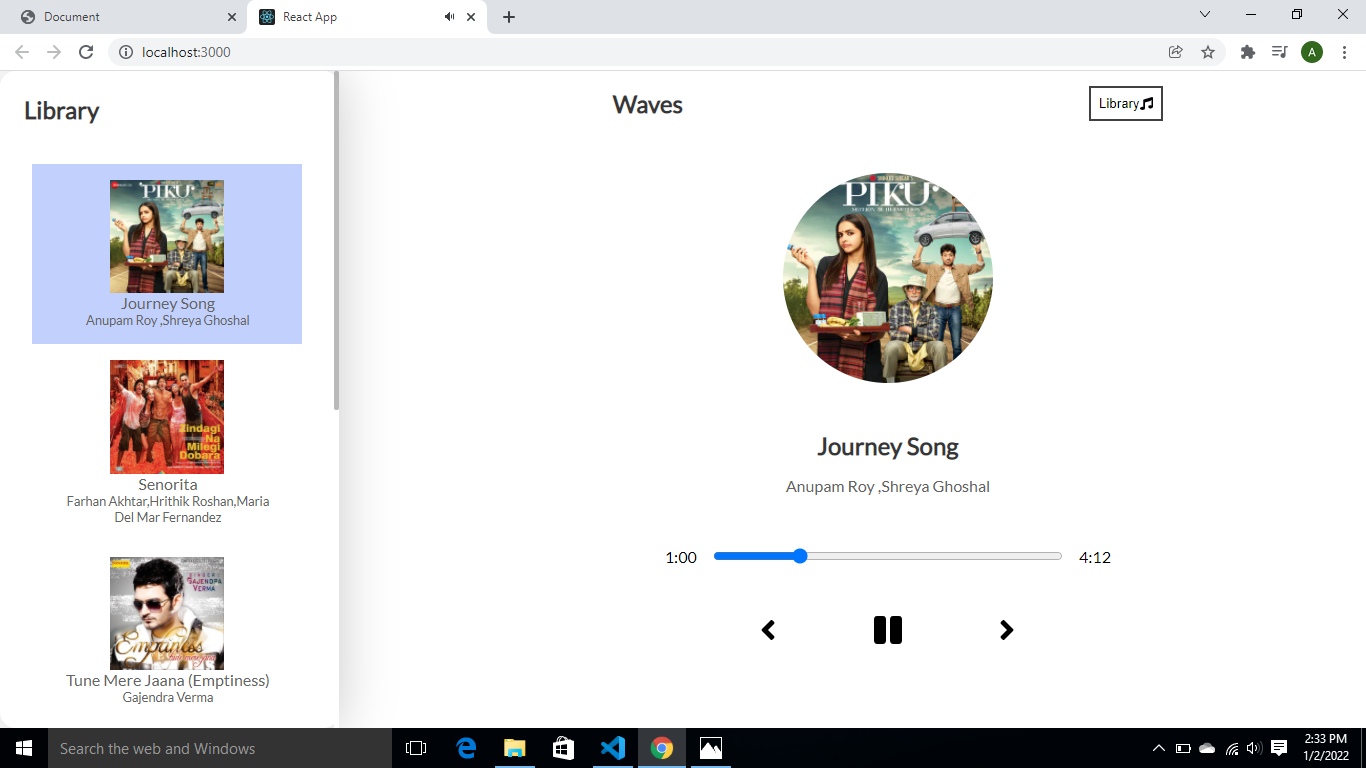 Document
React App
localhost:3000
A
Library
PIKU
Journey Song
Anupam Roy ,Shreya Ghoshal
Zindagi
Na
Milegi
Dobara
Senorita
Farhan Akhtar,Hrithik Roshan,Maria
Del Mar Fernandez
GAJENDRA
VERMA
Emptiness
Tune Mere Jaana (Emptiness)
Gajendra Verma
Waves
Library
PIKU
Journey Song
Anupam Roy ,Shreya Ghoshal
1:00
4:12
Search the web and Windows
2:33 PM
1/2/2022